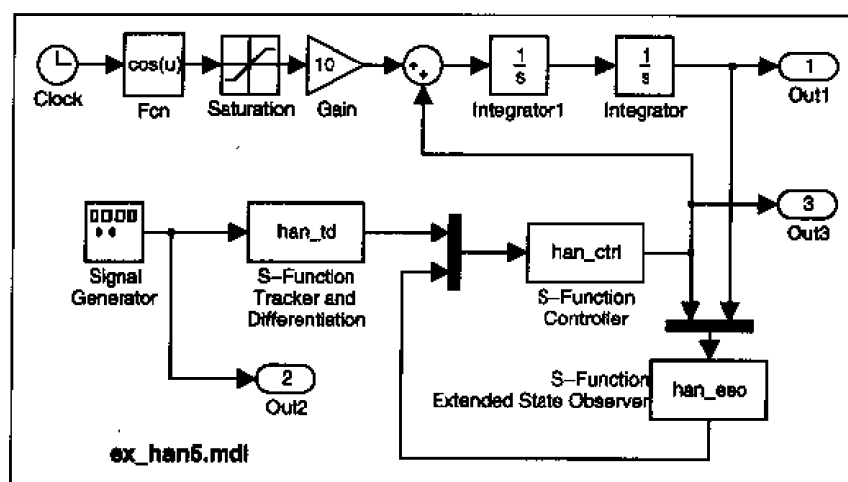 Clock
cos(u)
Fcn
Saturation
10
Gain
+
+
1
s
Integrator1
1
s
Integrator
1
Out1
Signal
Generator
han_td
S-Function
Tracker and
Differentiation
han_ctrl
S-Function
Controller
3
Out3
2
Out2
S-Function
Extended State Observer
han_eso
ex_han5.mdl